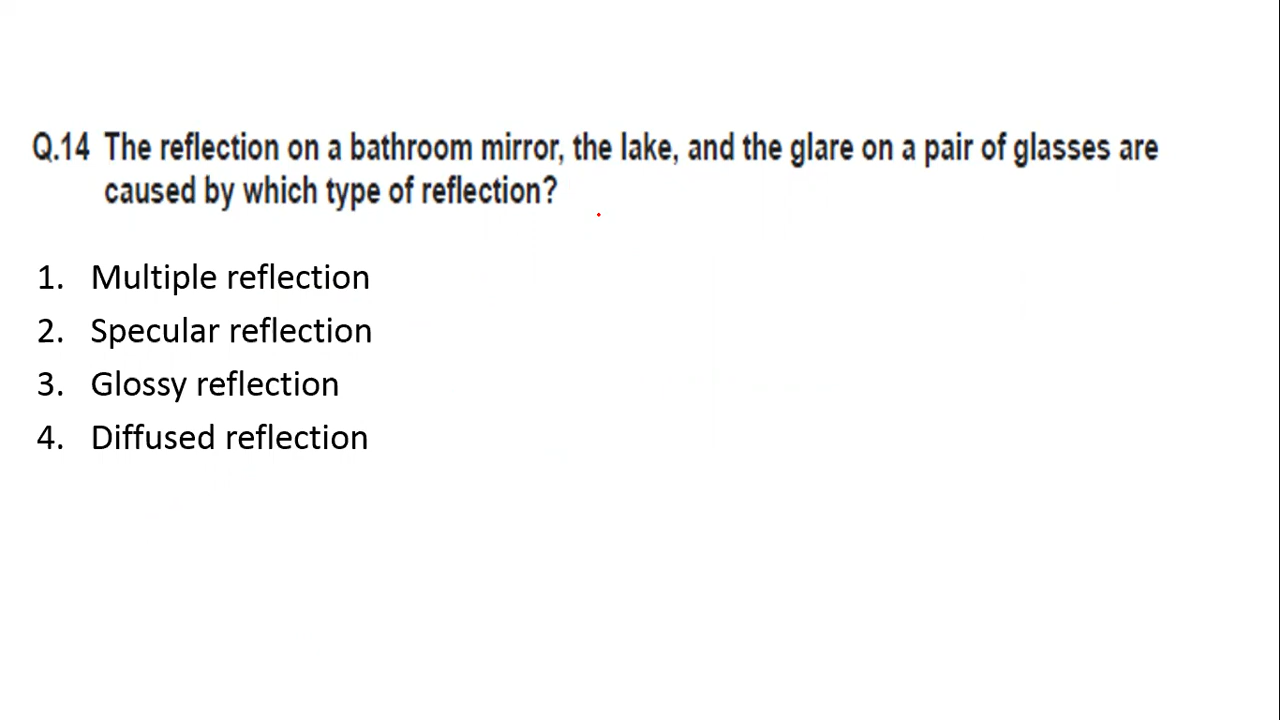 Q.14 The reflection on a bathroom mirror, the lake, and the glare on a pair of glasses are
caused by which type of reflection?
1. Multiple reflection
2. Specular reflection
3. Glossy reflection
4. Diffused reflection